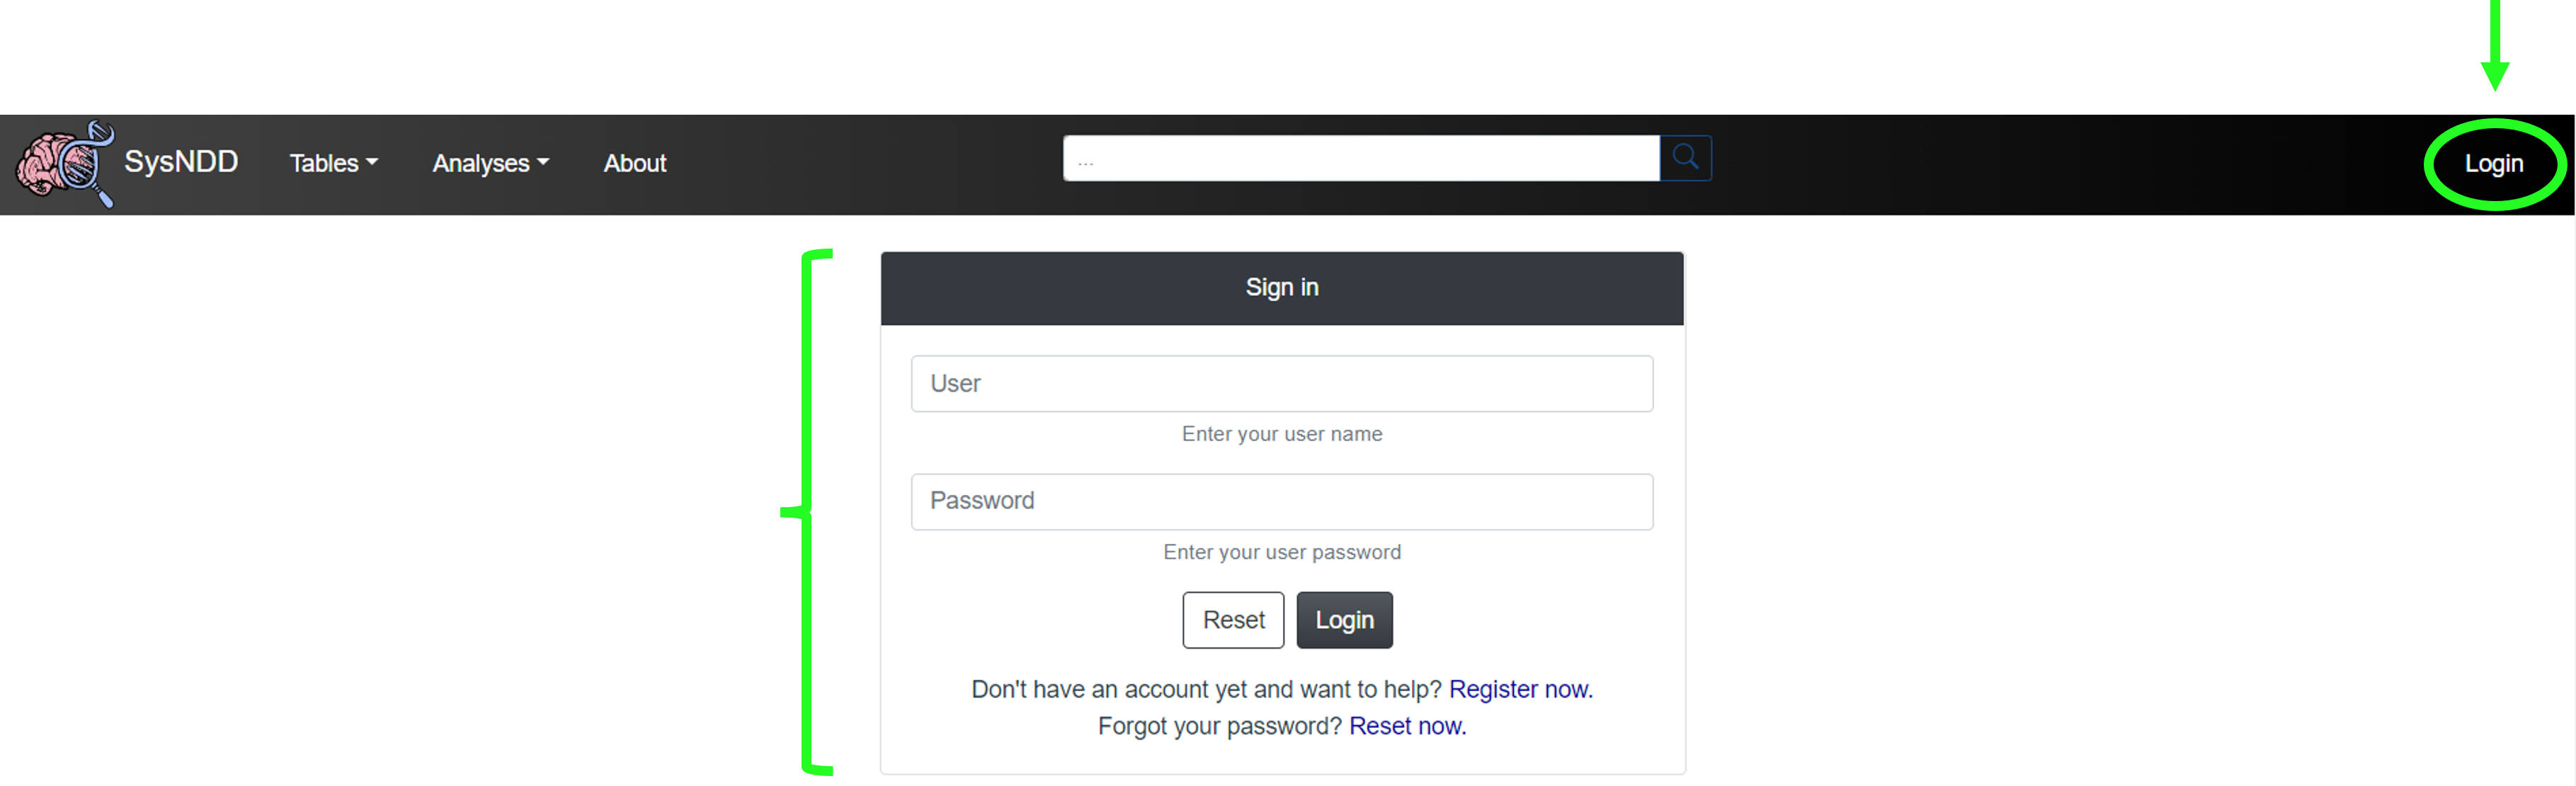 SysNDD Tables Analyses About ... Login
Sign in
User
Enter your user name
Password
Enter your user password
Reset Login
Don't have an account yet and want to help? Register now.
Forgot your password? Reset now.